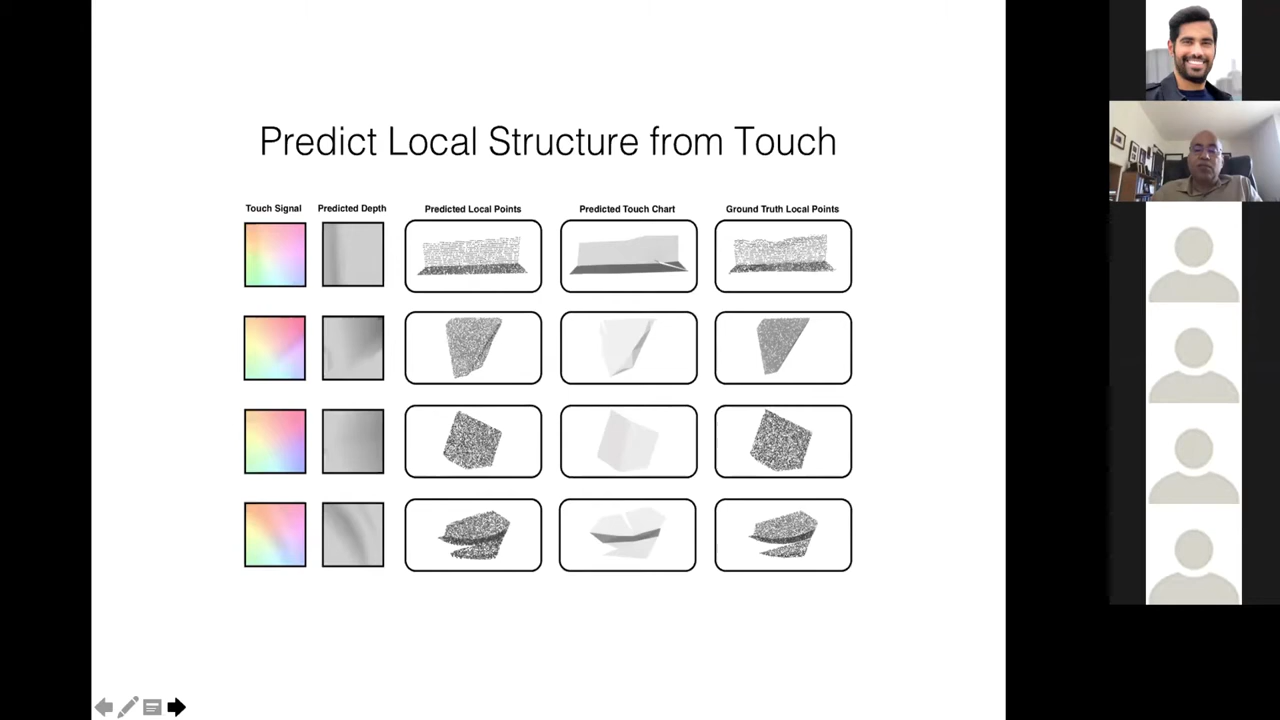 Predict Local Structure from Touch
Touch Signal
Predicted Depth
Predicted Local Points
Predicted Touch Chart
Ground Truth Local Points